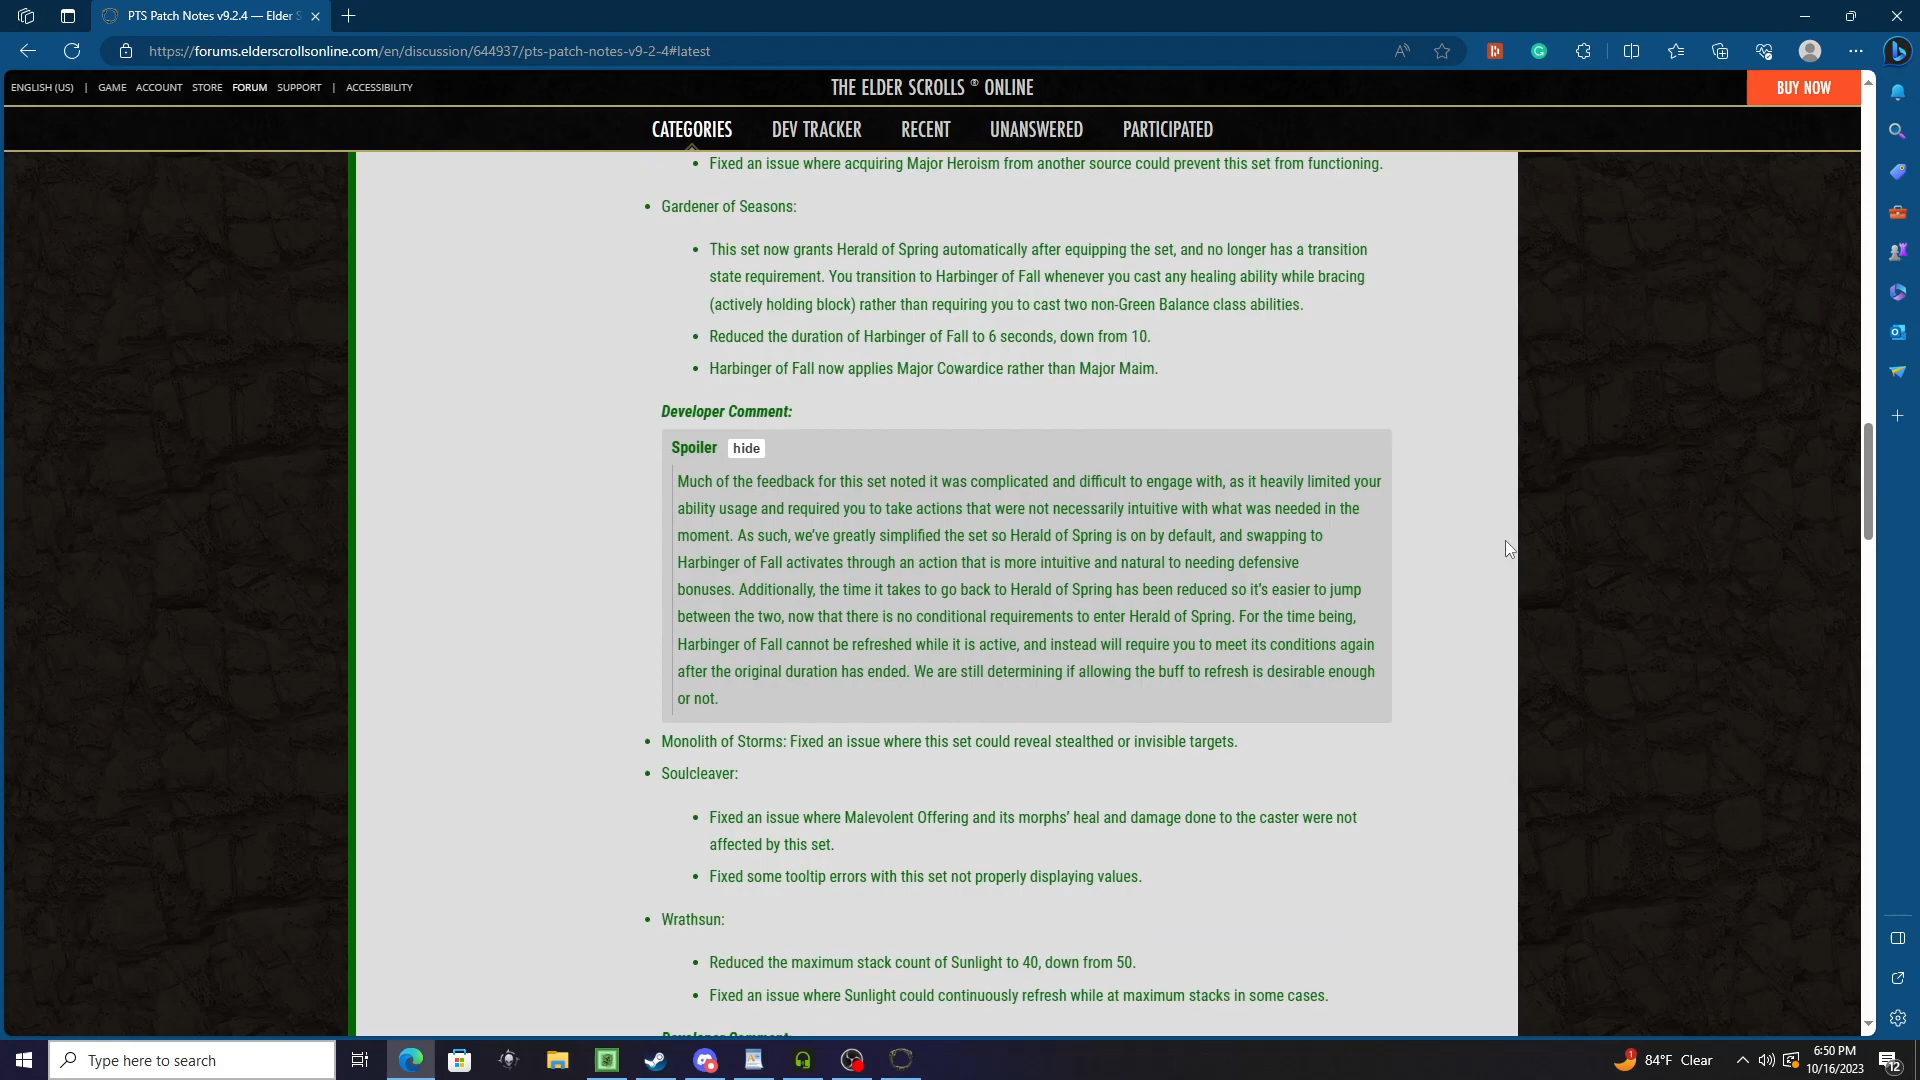 PTS Patch Notes v9.2.4 — Elder S
https://forums.elderscrollsonline.com/en/discussion/644937/pts-patch-notes-v9-2-4#latest
ENGLISH (US) | GAME ACCOUNT STORE FORUM SUPPORT | ACCESSIBILITY
THE ELDER SCROLLS ® ONLINE
BUY NOW
CATEGORIES DEV TRACKER RECENT UNANSWERED PARTICIPATED
• Fixed an issue where acquiring Major Heroism from another source could prevent this set from functioning.
• Gardener of Seasons:
• This set now grants Herald of Spring automatically after equipping the set, and no longer has a transition
state requirement. You transition to Harbinger of Fall whenever you cast any healing ability while bracing
(actively holding block) rather than requiring you to cast two non-Green Balance class abilities.
• Reduced the duration of Harbinger of Fall to 6 seconds, down from 10.
• Harbinger of Fall now applies Major Cowardice rather than Major Maim.
Developer Comment:
Spoiler hide
Much of the feedback for this set noted it was complicated and difficult to engage with, as it heavily limited your
ability usage and required you to take actions that were not necessarily intuitive with what was needed in the
moment. As such, we've greatly simplified the set so Herald of Spring is on by default, and swapping to
Harbinger of Fall activates through an action that is more intuitive and natural to needing defensive
bonuses. Additionally, the time it takes to go back to Herald of Spring has been reduced so it's easier to jump
between the two, now that there is no conditional requirements to enter Herald of Spring. For the time being,
Harbinger of Fall cannot be refreshed while it is active, and instead will require you to meet its conditions again
after the original duration has ended. We are still determining if allowing the buff to refresh is desirable enough
or not.
• Monolith of Storms: Fixed an issue where this set could reveal stealthed or invisible targets.
• Soulcleaver:
• Fixed an issue where Malevolent Offering and its morphs' heal and damage done to the caster were not
affected by this set.
• Fixed some tooltip errors with this set not properly displaying values.
• Wrathsun:
• Reduced the maximum stack count of Sunlight to 40, down from 50.
• Fixed an issue where Sunlight could continuously refresh while at maximum stacks in some cases.
Type here to search
84°F Clear
6:50 PM
10/16/2023
12